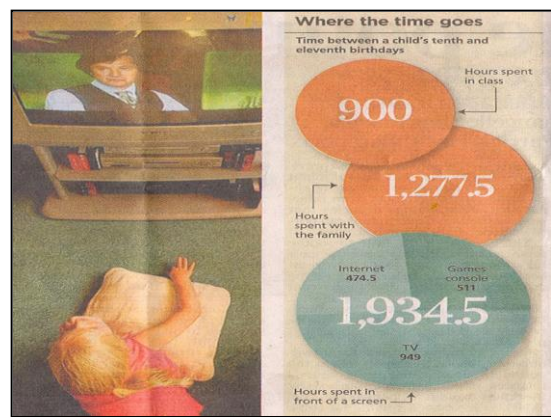 Where the time goes
Time between a child's tenth and
eleventh birthdays
Hours spent
in class
900
1,277.5
Hours
spent with
the family
Internet
474.5
Games
console
511
1,934.5
TV
949
Hours spent in
front of a screen